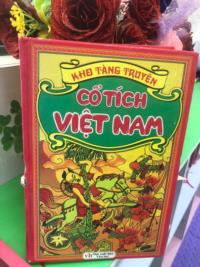 KHO TÀNG TRUYỆN
CỔ TÍCH
VIỆT NAM